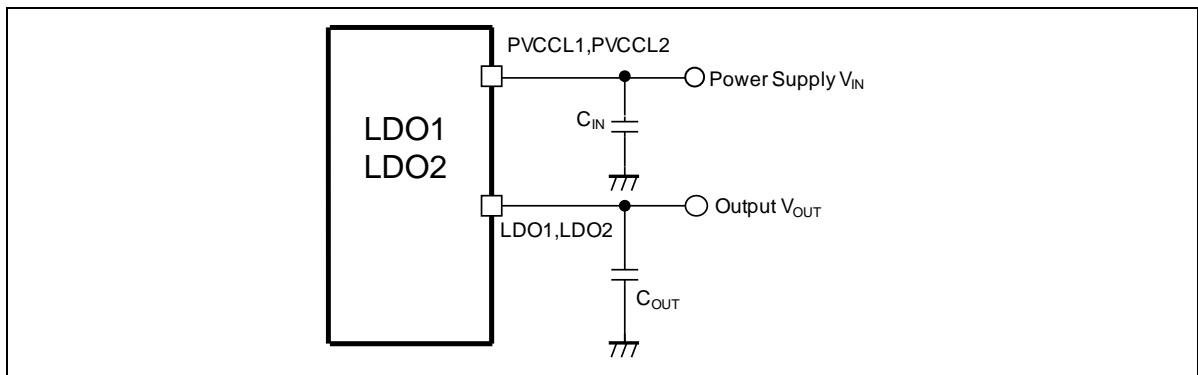 PVCCL1,PVCCL2
Power Supply VIN
CIN
LDO1
LDO2
Output VOUT
LDO1,LDO2
COUT